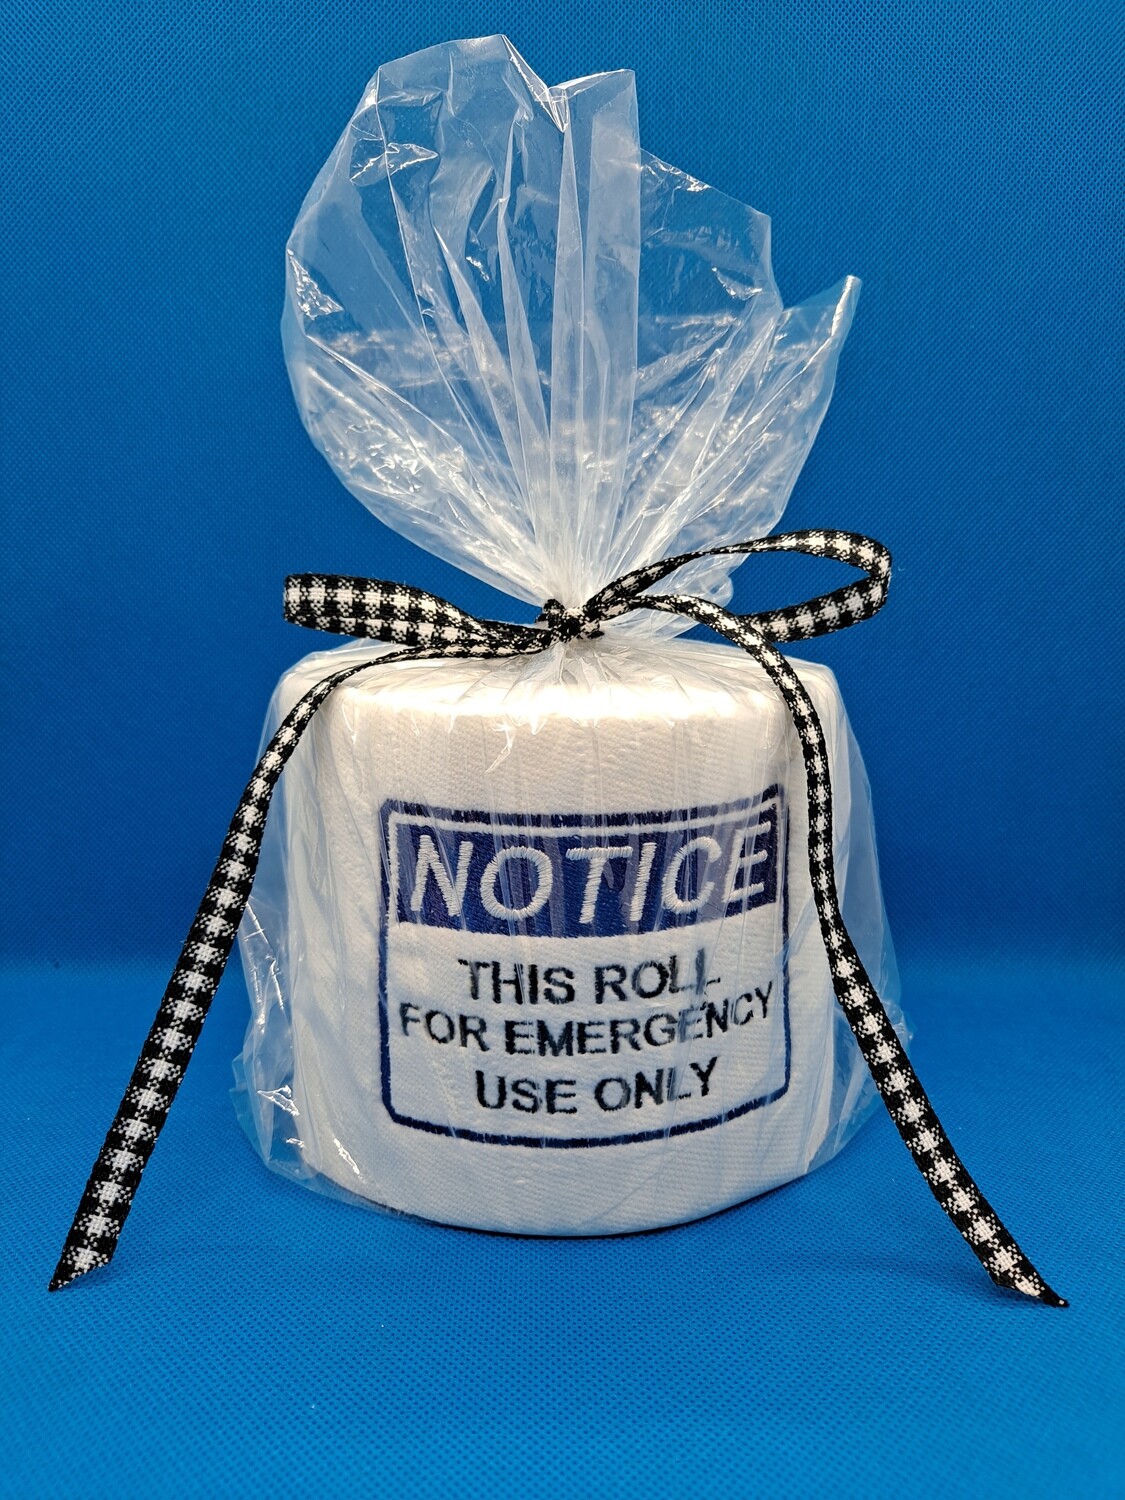 NOTICE
THIS ROLL
FOR EMERGENCY
USE ONLY